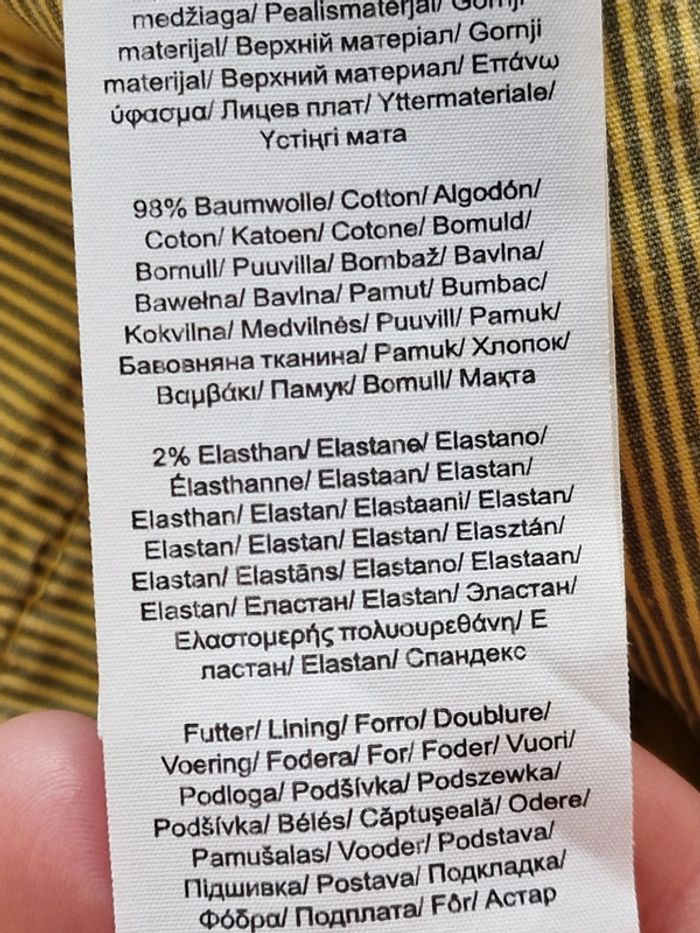 medžiaga/ Pealismaterjal/ Gornji
materijal/ Верхній матеріал/ Gornji
materijal/ Верхний материал/ Επάνω
ύφασμα/ Лицев плат/ Yttermateriale/
Үстіңгі мата
98% Baumwolle/ Cotton/ Algodón/
Coton/ Katoen/ Cotone/ Bomuld/
Bomull/ Puuvilla/ Bombaž/ Bavlna/
Bawełna/ Bavlna/ Pamut/ Bumbac/
Kokvilna/ Medvilnės/ Puuvill/ Pamuk/
Бавовняна тканина/ Pamuk/ Хлопок/
Βαμβάκι/ Памук/ Bomull/ Мақта
2% Elasthan/ Elastane/ Elastano/
Élasthanne/ Elastaan/ Elastan/
Elasthan/ Elastan/ Elastaani/ Elastan/
Elastan/ Elastan/ Elastan/ Elasztán/
Elastan/ Elastāns/ Elastano/ Elastaan/
Elastan/ Еластан/ Elastan/ Эластан/
Ελαστομερής πολυουρεθάνη/ Е
ластан/ Elastan/ Спандекс
Futter/ Lining/ Forro/ Doublure/
Voering/ Fodera/ For/ Foder/ Vuori/
Podloga/ Podšívka/ Podszewka/
Podšívka/ Bélés/ Căptuşeală/ Odere/
Pamušalas/ Vooder/ Podstava/
Підшивка/ Postava/ Подкладка/
Φόδρα/ Подплата/ Fôr/ Астар